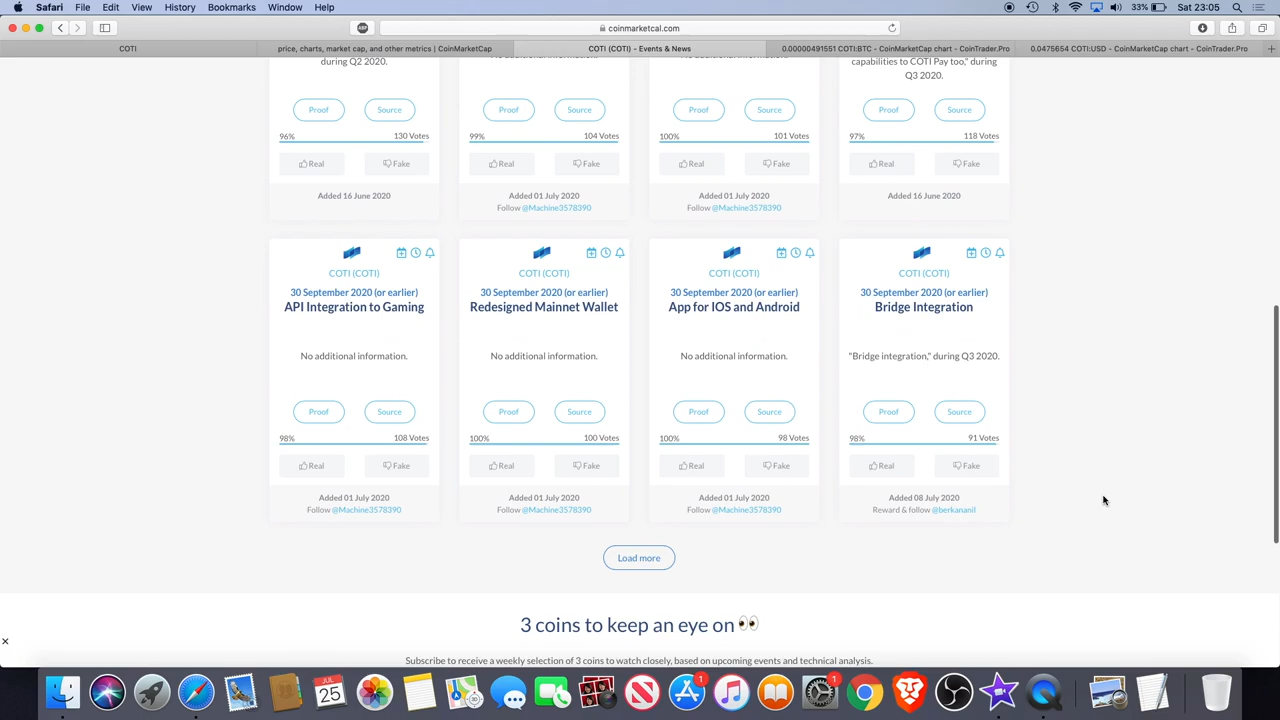 Safari File Edit View History Bookmarks Window Help
33% Sat 23:05
ABP
coinmarketcal.com
COTI
price, charts, market cap, and other metrics | CoinMarketCap
COTI (COTI) - Events & News
0.00000491551 COTI:BTC - CoinMarketCap chart - CoinTrader.Pro
0.0475654 COTI:USD - CoinMarketCap chart - CoinTrader.Pro
during Q2 2020.
No additional information.
No additional information.
capabilities to COTI Pay too," during
Q3 2020.
Proof Source Proof Source Proof Source Proof Source
96% 130 Votes 99% 104 Votes 100% 101 Votes 97% 118 Votes
Real Fake Real Fake Real Fake Real Fake
Added 16 June 2020 Added 01 July 2020 Added 01 July 2020 Added 16 June 2020
Follow @Machine3578390 Follow @Machine3578390
COTI (COTI) COTI (COTI) COTI (COTI) COTI (COTI)
30 September 2020 (or earlier) 30 September 2020 (or earlier) 30 September 2020 (or earlier) 30 September 2020 (or earlier)
API Integration to Gaming Redesigned Mainnet Wallet App for IOS and Android Bridge Integration
No additional information. No additional information. No additional information. "Bridge integration," during Q3 2020.
Proof Source Proof Source Proof Source Proof Source
98% 108 Votes 100% 100 Votes 100% 98 Votes 98% 91 Votes
Real Fake Real Fake Real Fake Real Fake
Added 01 July 2020 Added 01 July 2020 Added 01 July 2020 Added 08 July 2020
Follow @Machine3578390 Follow @Machine3578390 Follow @Machine3578390 Reward & follow @berkananil
Load more
3 coins to keep an eye on 👀
Subscribe to receive a weekly selection of 3 coins to watch closely, based on upcoming events and technical analysis.
JUL
25
1
1